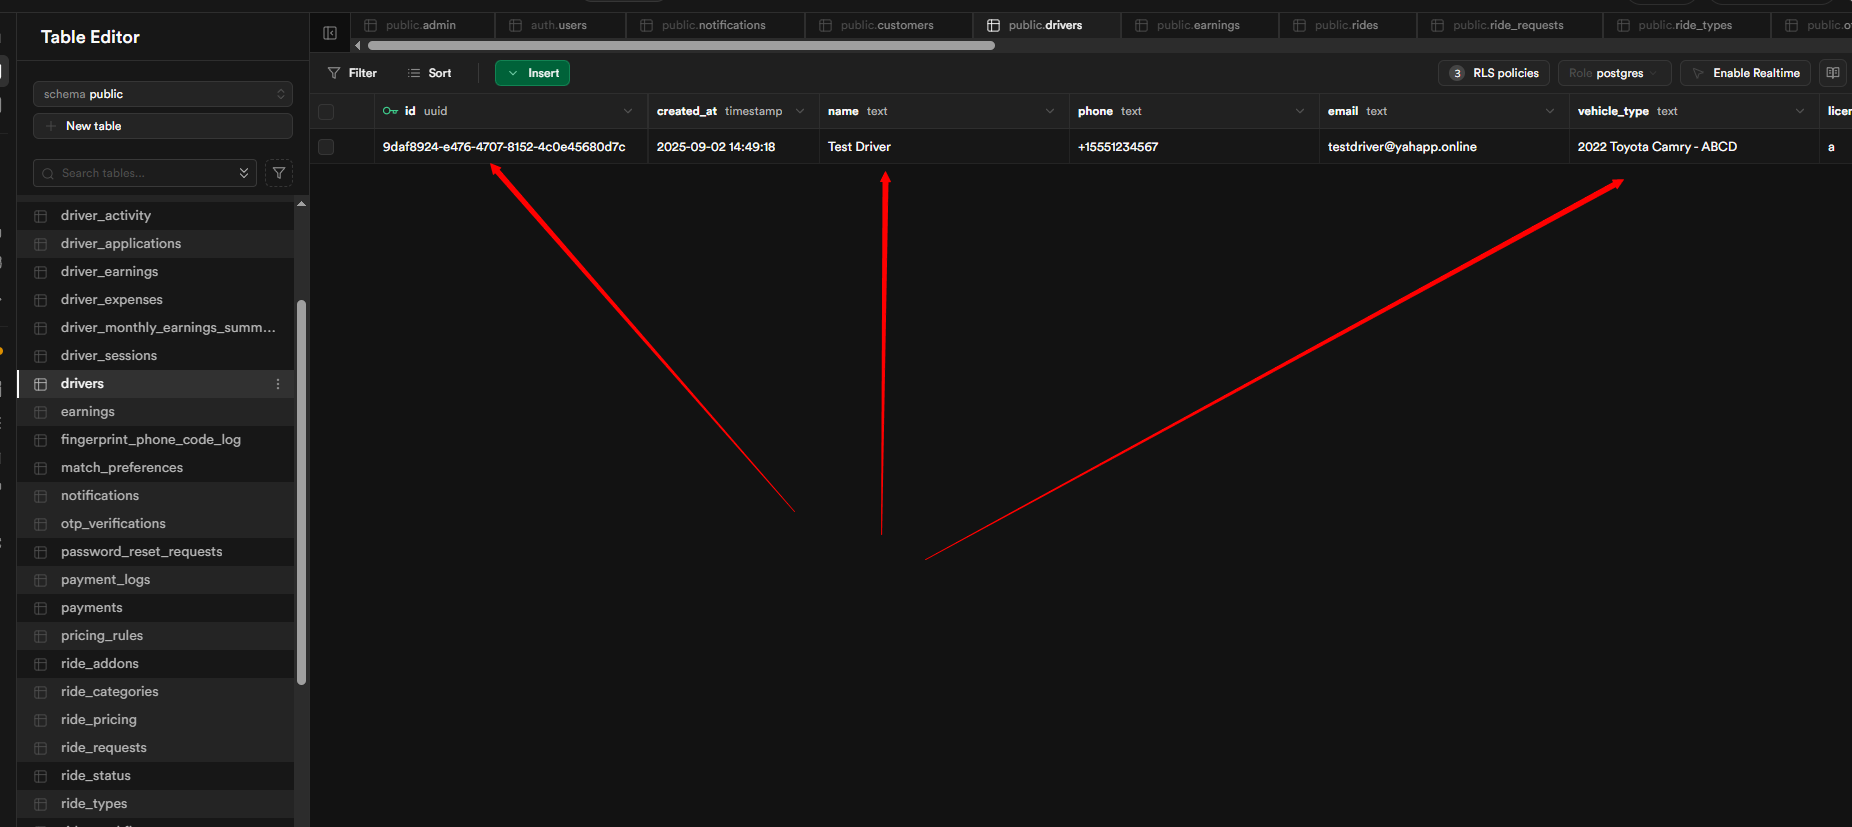 Table Editor
public.admin
auth.users
public.notifications
public.customers
public.drivers
public.earnings
public.rides
public.ride_requests
public.ride_types
Filter
Sort
Insert
3 RLS policies
Role postgres
Enable Realtime
schema public
New table
Search tables...
id uuid
created_at timestamp
name text
phone text
email text
vehicle_type text
9daf8924-e476-4707-8152-4c0e45680d7c
2025-09-02 14:49:18
Test Driver
+15551234567
testdriver@yahapp.online
2022 Toyota Camry - ABCD
a
driver_activity
driver_applications
driver_earnings
driver_expenses
driver_monthly_earnings_summ...
driver_sessions
drivers
earnings
fingerprint_phone_code_log
match_preferences
notifications
otp_verifications
password_reset_requests
payment_logs
payments
pricing_rules
ride_addons
ride_categories
ride_pricing
ride_requests
ride_status
ride_types